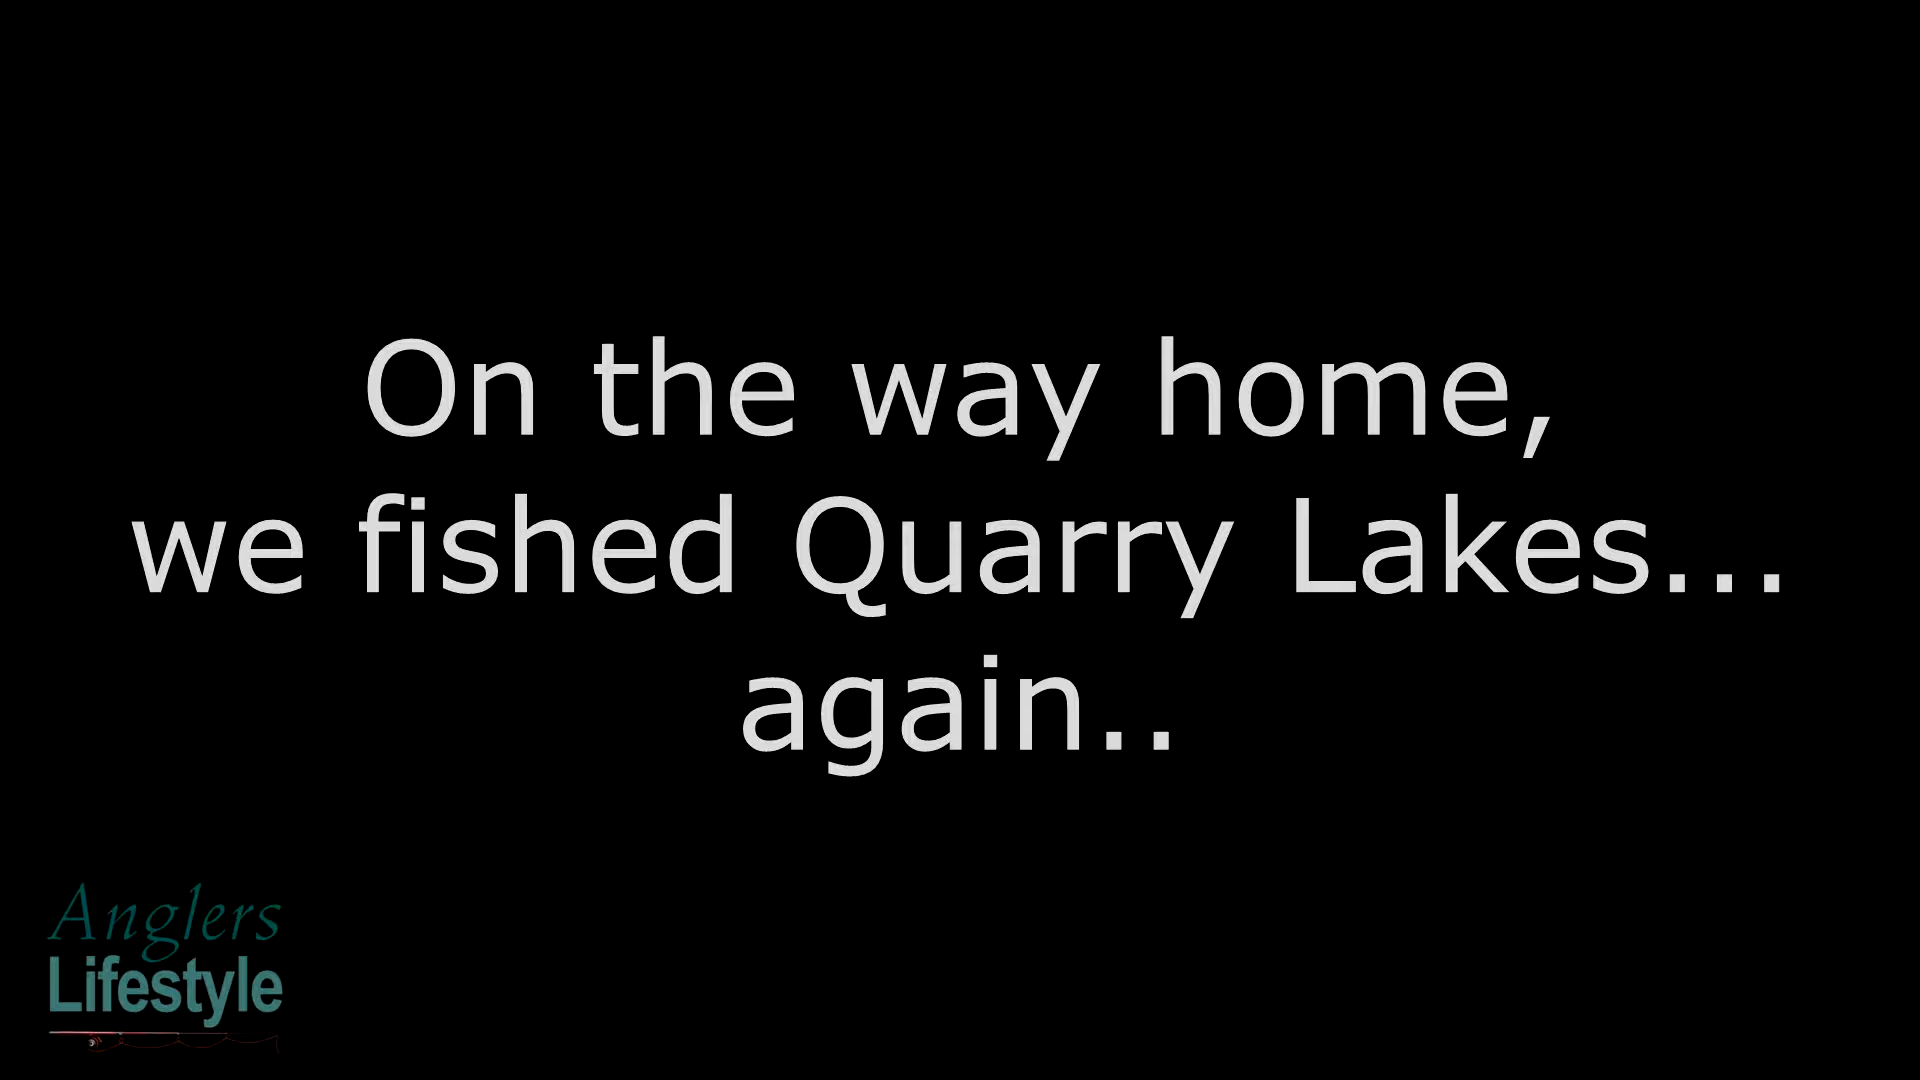 On the way home,
we fished Quarry Lakes...
again..
Anglers
Lifestyle